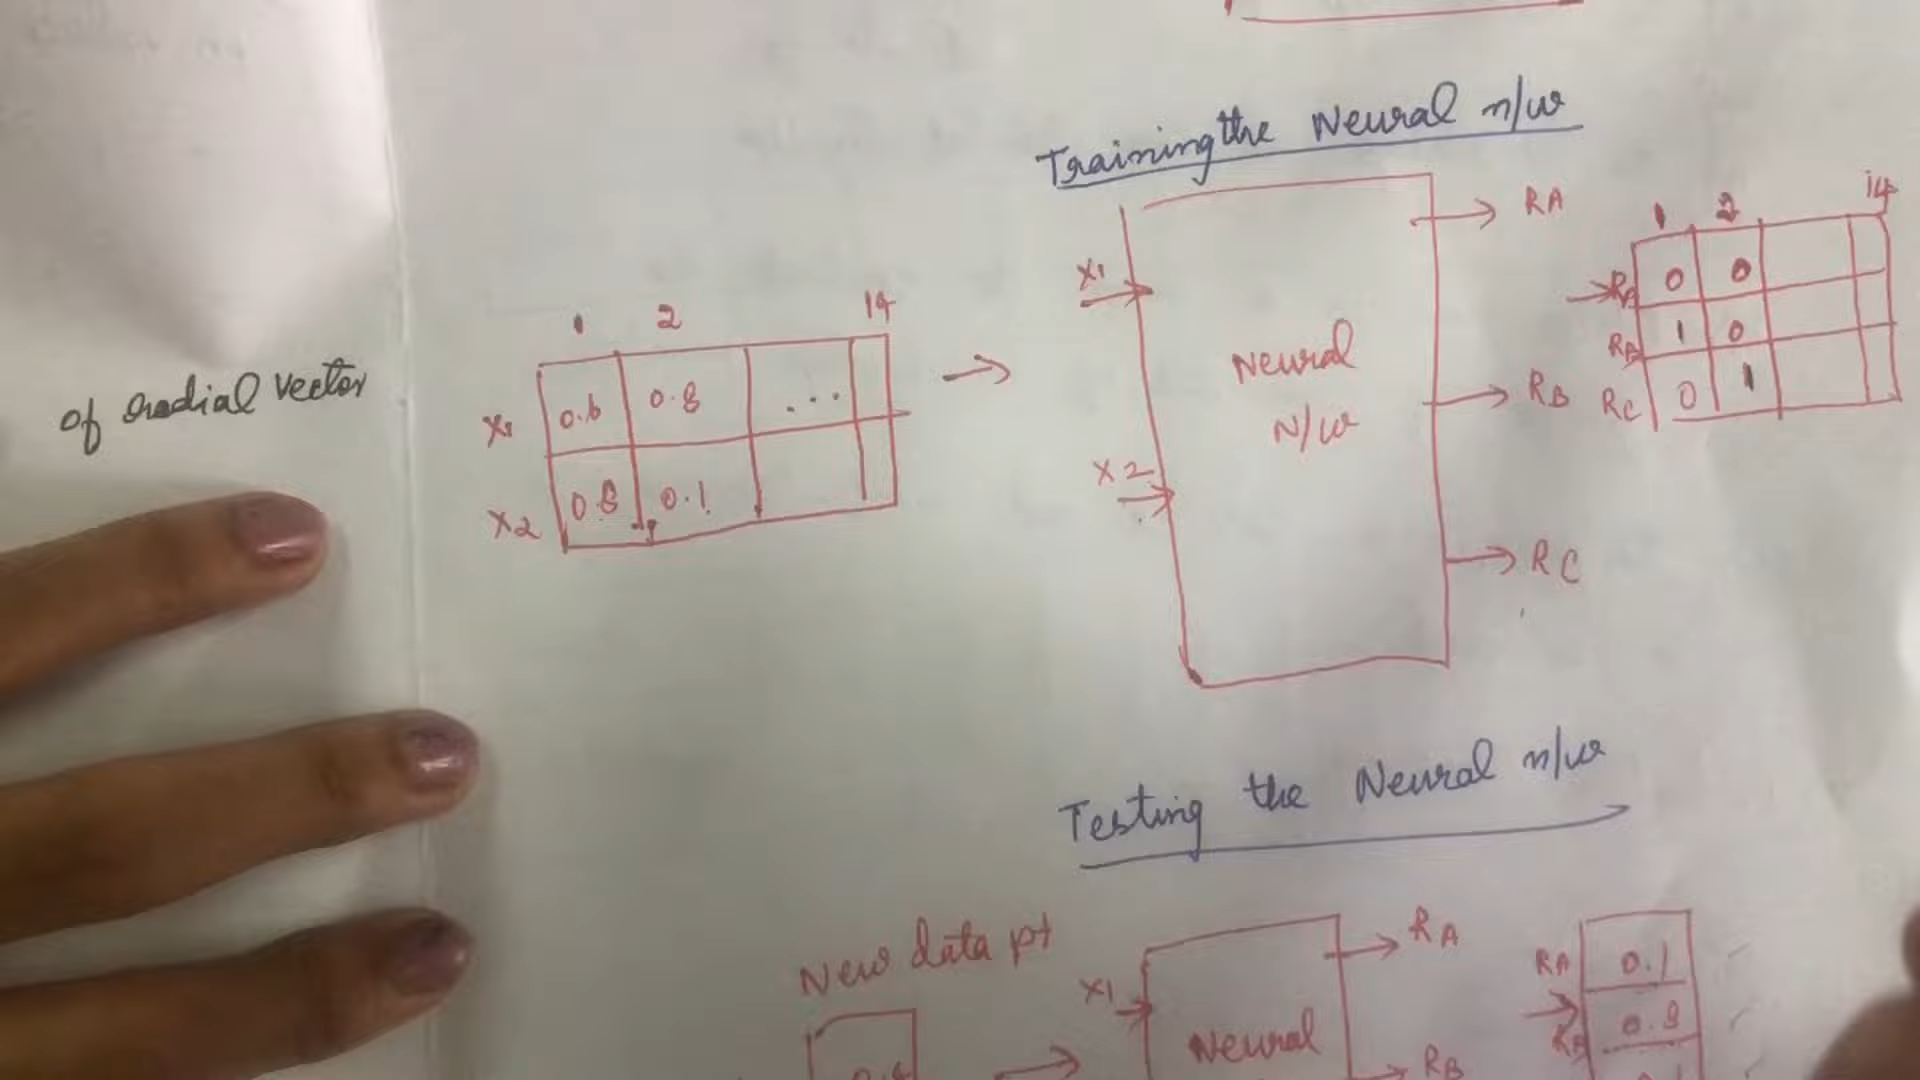 of radial vector
1 2 14
X1 0.6 0.8 ...
X2 0.8 0.1
Training the Neural n/w
X1
X2
Neural
N/w
RA
RB
RC
1 2 14
RA 0 0
RB 1 0
RC 0 1
Testing the Neural n/w
New data pt
X1
Neural
RA
RB
RA 0.1
RB 0.9